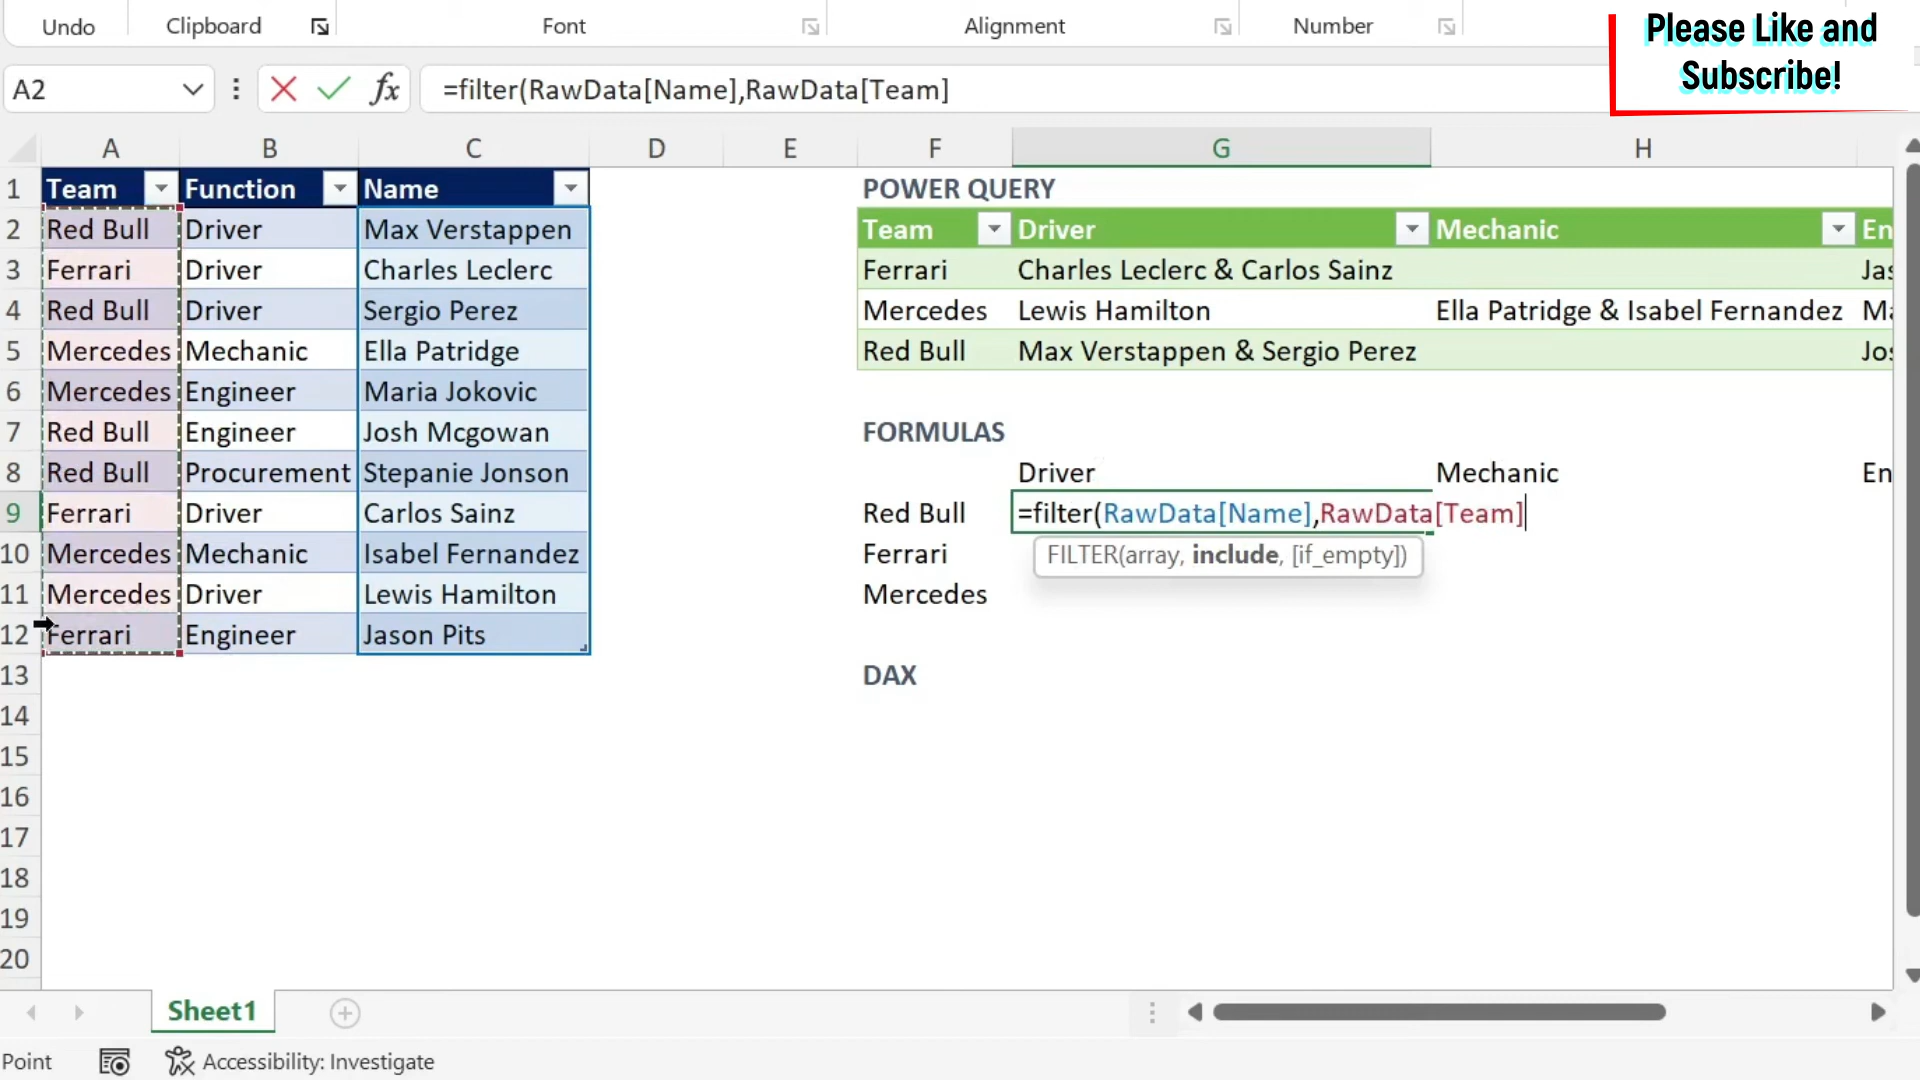 Undo Clipboard Font Alignment Number
Please Like and
Subscribe!
A2 fx =filter(RawData[Name],RawData[Team]
A B C D E F G H
1 Team Function Name POWER QUERY
2 Red Bull Driver Max Verstappen Team Driver Mechanic En
3 Ferrari Driver Charles Leclerc Ferrari Charles Leclerc & Carlos Sainz Jas
4 Red Bull Driver Sergio Perez Mercedes Lewis Hamilton Ella Patridge & Isabel Fernandez Ma
5 Mercedes Mechanic Ella Patridge Red Bull Max Verstappen & Sergio Perez Jos
6 Mercedes Engineer Maria Jokovic
7 Red Bull Engineer Josh Mcgowan FORMULAS
8 Red Bull Procurement Stepanie Jonson Driver Mechanic En
9 Ferrari Driver Carlos Sainz Red Bull =filter(RawData[Name],RawData[Team]
10 Mercedes Mechanic Isabel Fernandez Ferrari FILTER(array, include, [if_empty])
11 Mercedes Driver Lewis Hamilton Mercedes
12 Ferrari Engineer Jason Pits
13 DAX
14
15
16
17
18
19
20
Sheet1
Point Accessibility: Investigate